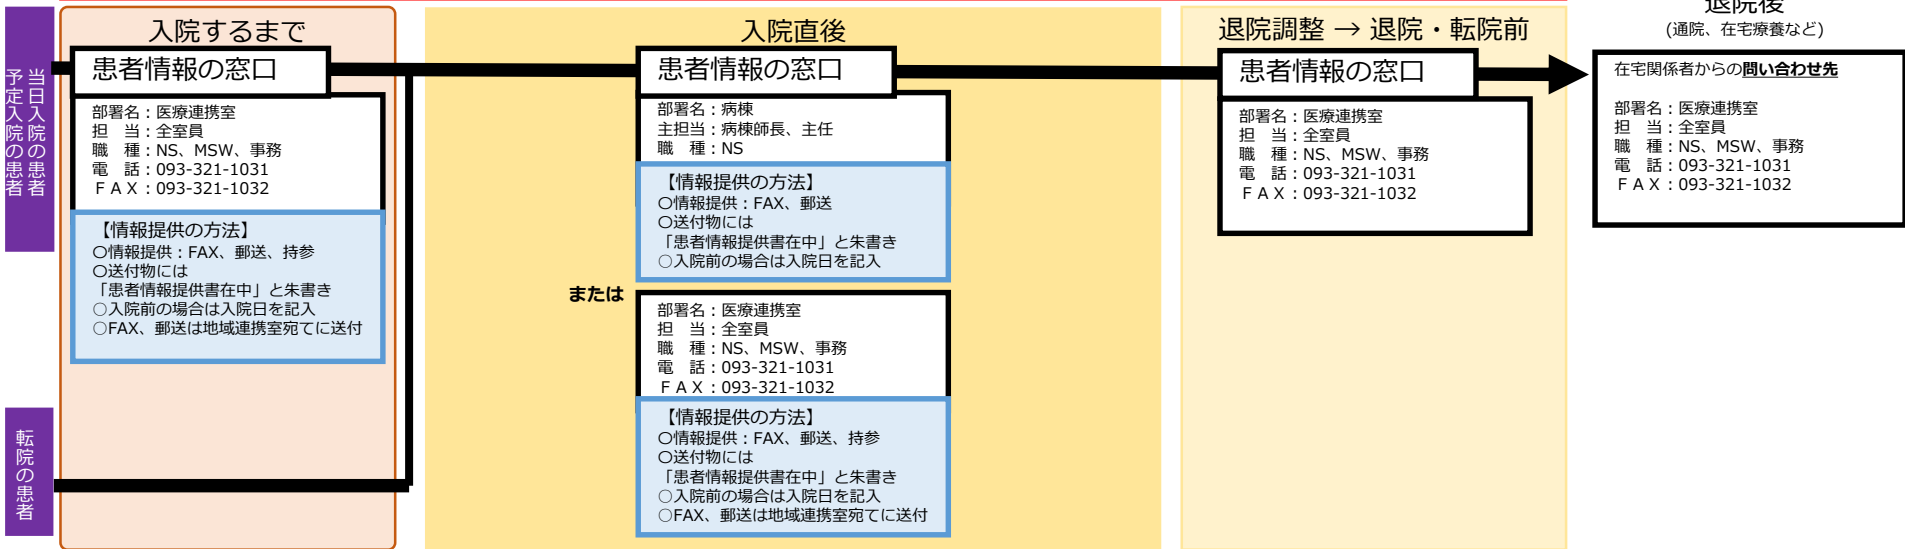 当日入院の患者
予定入院の患者
転院の患者
入院するまで
患者情報の窓口
部署名：医療連携室
担　当：全室員
職　種：NS、MSW、事務
電　話：093-321-1031
ＦＡＸ：093-321-1032
【情報提供の方法】
〇情報提供：FAX、郵送、持参
〇送付物には
「患者情報提供書在中」と朱書き
○入院前の場合は入院日を記入
○FAX、郵送は地域連携室宛てに送付
入院直後
患者情報の窓口
部署名：病棟
主担当：病棟師長、主任
職　種：NS
【情報提供の方法】
〇情報提供：FAX、郵送
〇送付物には
「患者情報提供書在中」と朱書き
○入院前の場合は入院日を記入
または
部署名：医療連携室
担　当：全室員
職　種：NS、MSW、事務
電　話：093-321-1031
ＦＡＸ：093-321-1032
【情報提供の方法】
〇情報提供：FAX、郵送、持参
〇送付物には
「患者情報提供書在中」と朱書き
○入院前の場合は入院日を記入
○FAX、郵送は地域連携室宛てに送付
退院調整 → 退院・転院前
患者情報の窓口
部署名：医療連携室
担　当：全室員
職　種：NS、MSW、事務
電　話：093-321-1031
ＦＡＸ：093-321-1032
退院後
(通院、在宅療養など)
在宅関係者からの問い合わせ先
部署名：医療連携室
担　当：全室員
職　種：NS、MSW、事務
電　話：093-321-1031
ＦＡＸ：093-321-1032